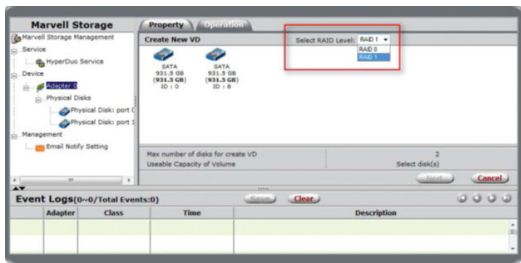 Marvell Storage
Property
Operation
Marvell Storage Management
Service
HyperDuo Service
Device
Adapter 0
Physical Disks
Physical Disk: port 0
Physical Disk: port 1
Management
Email Notify Setting
Create New VD
Select RAID Level: RAID 1
RAID 0
RAID 1
SATA
931.5 GB
(931.5 GB)
ID : 0
SATA
931.5 GB
(931.5 GB)
ID : 8
Max number of disks for create VD 2
Useable Capacity of Volume Select disk(s)
Next
Cancel
Event Logs(0~0/Total Events:0)
Save
Clear
Adapter Class Time Description